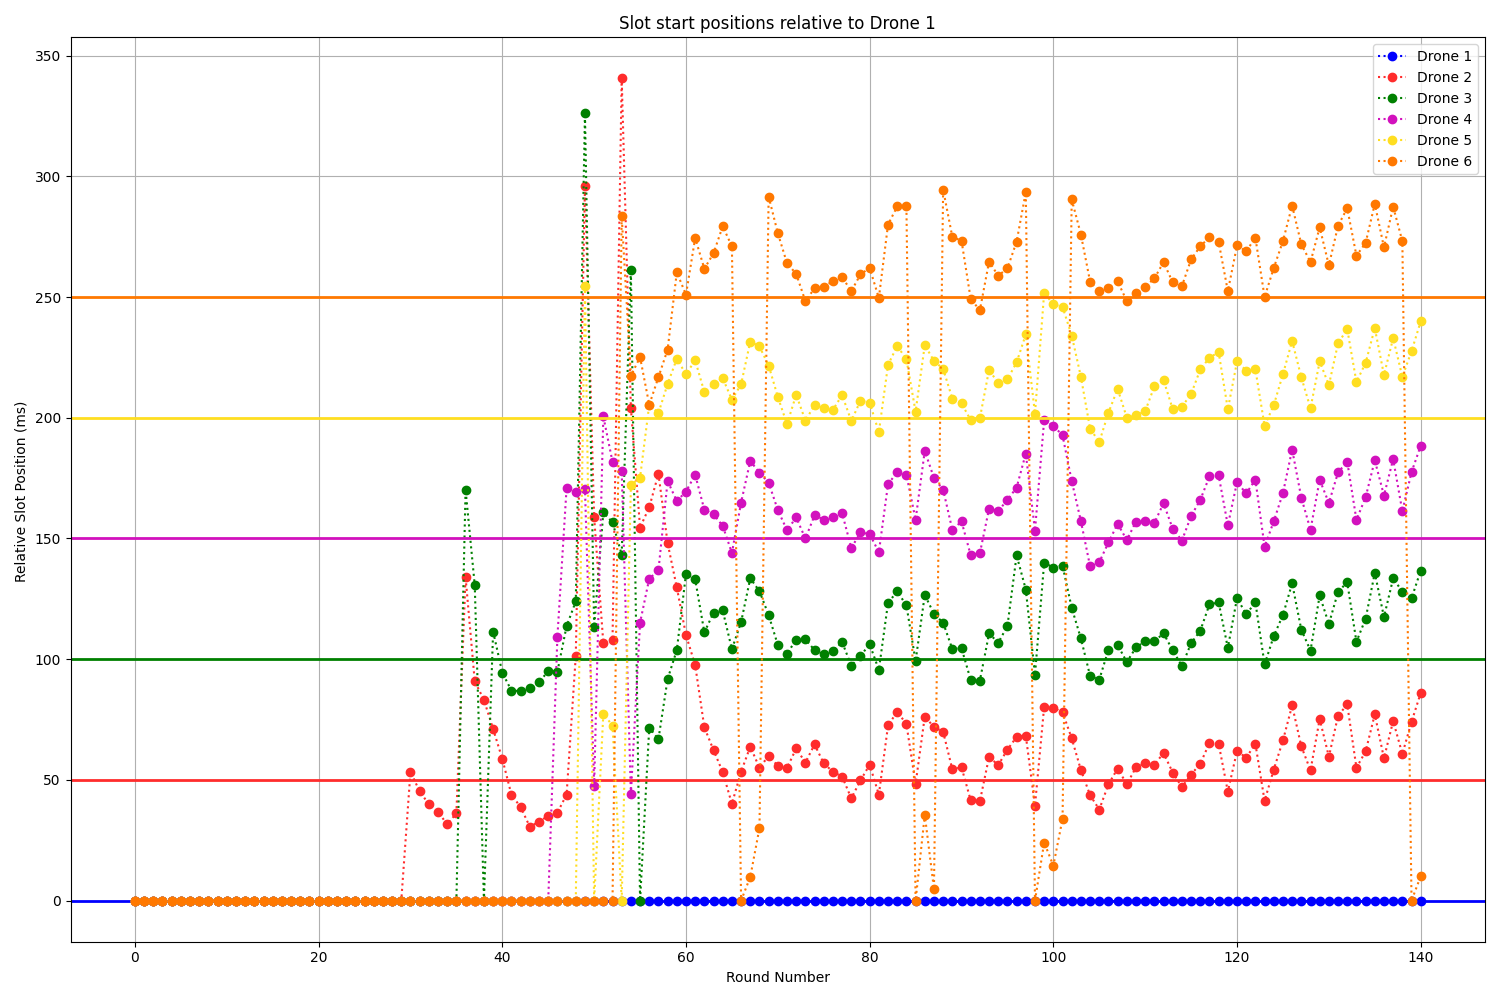 Slot start positions relative to Drone 1
Drone 1
Drone 2
Drone 3
Drone 4
Drone 5
Drone 6
Relative Slot Position (ms)
350
300
250
200
150
100
50
0
0 20 40 60 80 100 120 140
Round Number